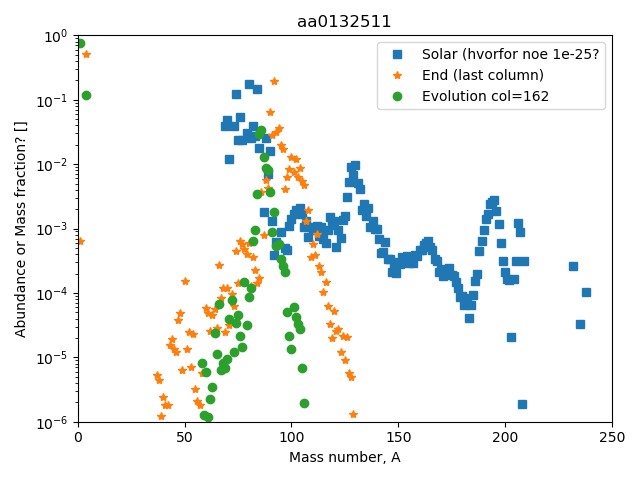 aa0132511
Solar (hvorfor noe 1e-25?
End (last column)
Evolution col=162
Abundance or Mass fraction? []
10⁰
10⁻¹
10⁻²
10⁻³
10⁻⁴
10⁻⁵
10⁻⁶
0 50 100 150 200 250
Mass number, A